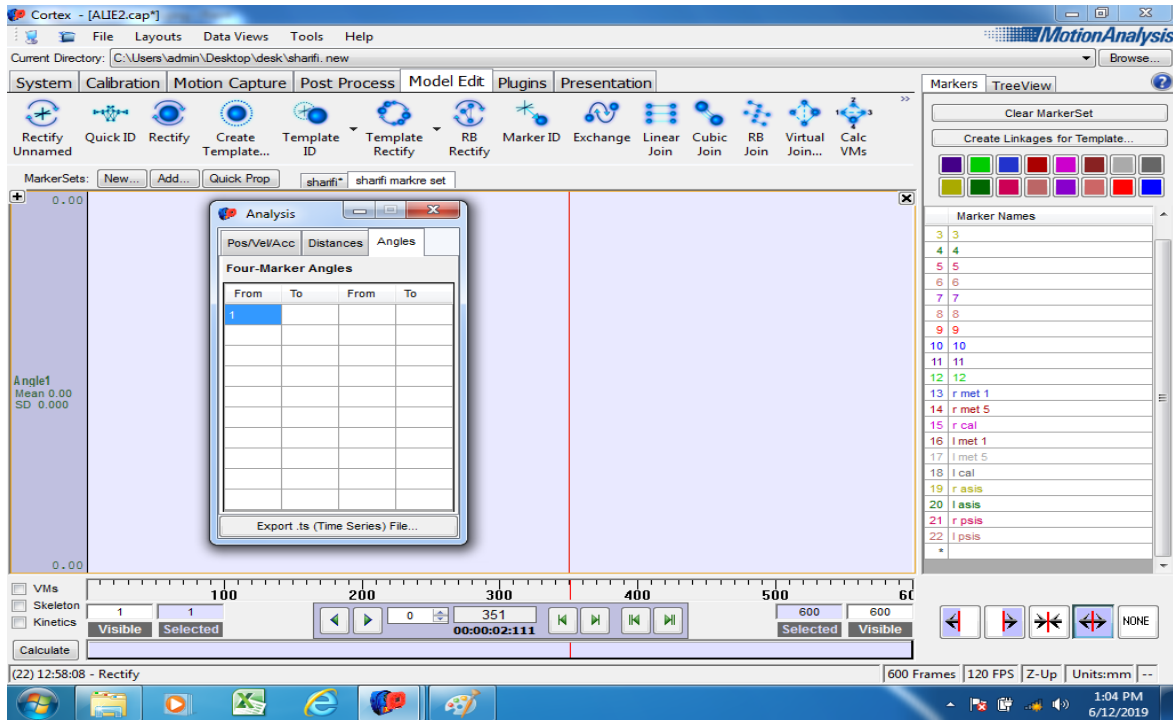 Cortex - [ALIE2.cap*]
File Layouts Data Views Tools Help
MotionAnalysis
Current Directory: C:\Users\admin\Desktop\desk\sharifi. new
Browse...
System Calibration Motion Capture Post Process Model Edit Plugins Presentation
Markers TreeView
Rectify Unnamed
Quick ID
Rectify
Create Template...
Template ID
Template Rectify
RB Rectify
Marker ID
Exchange
Linear Join
Cubic Join
RB Join
Virtual Join...
Calc VMs
Clear MarkerSet
Create Linkages for Template...
MarkerSets: New... Add... Quick Prop sharifi* sharifi markre set
0.00
Angle1
Mean 0.00
SD 0.000
0.00
Analysis
Pos/Vel/Acc Distances Angles
Four-Marker Angles
From To From To
1
Export .ts (Time Series) File...
Marker Names
3 3
4 4
5 5
6 6
7 7
8 8
9 9
10 10
11 11
12 12
13 r met 1
14 r met 5
15 r cal
16 l met 1
17 l met 5
18 l cal
19 r asis
20 l asis
21 r psis
22 l psis
*
VMs
Skeleton
Kinetics
100 200 300 400 500 60
1 1
Visible Selected
0 351
00:00:02:111
600 600
Selected Visible
NONE
Calculate
(22) 12:58:08 - Rectify
600 Frames 120 FPS Z-Up Units:mm --
1:04 PM
6/12/2019